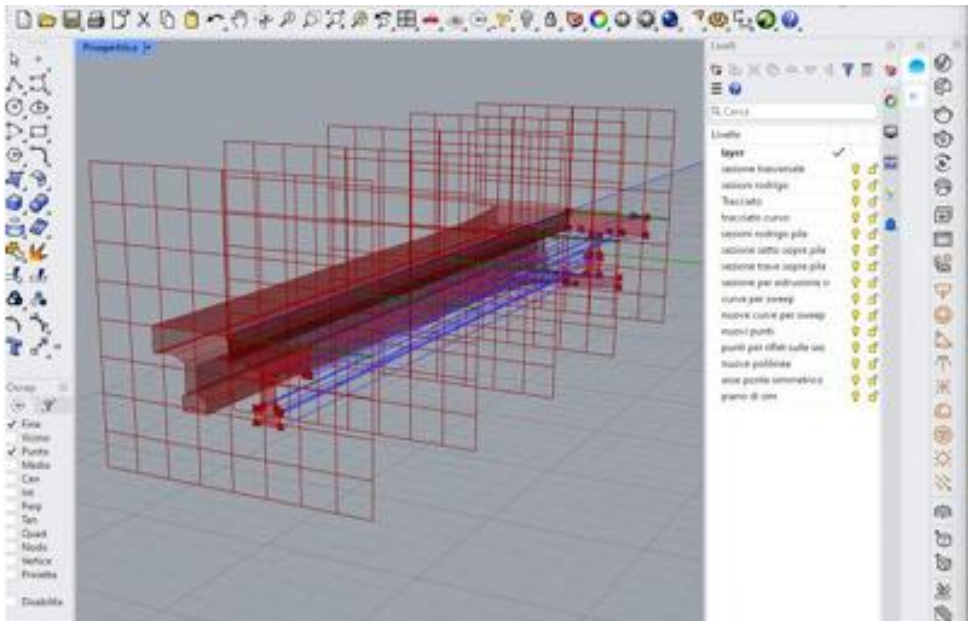 Prospettica
Livelli
Cerca
Livello
layer
sezione trasversale
sezioni rodrigo
Tracciato
tracciato curvo
sezioni rodrigo pila
sezione setto sopra pila
sezione trave sopra pila
sezione per estrusione o
curve per sweep
nuove curve per sweep
nuovi punti
punti per riflet sulle sez
nuove polilinee
asse ponte simmetrico
piano di sim
Osnap
Fine
Vicino
Punto
Medio
Cen
Int
Perp
Tan
Quad
Nodo
Vertice
Proietta
Disabilita